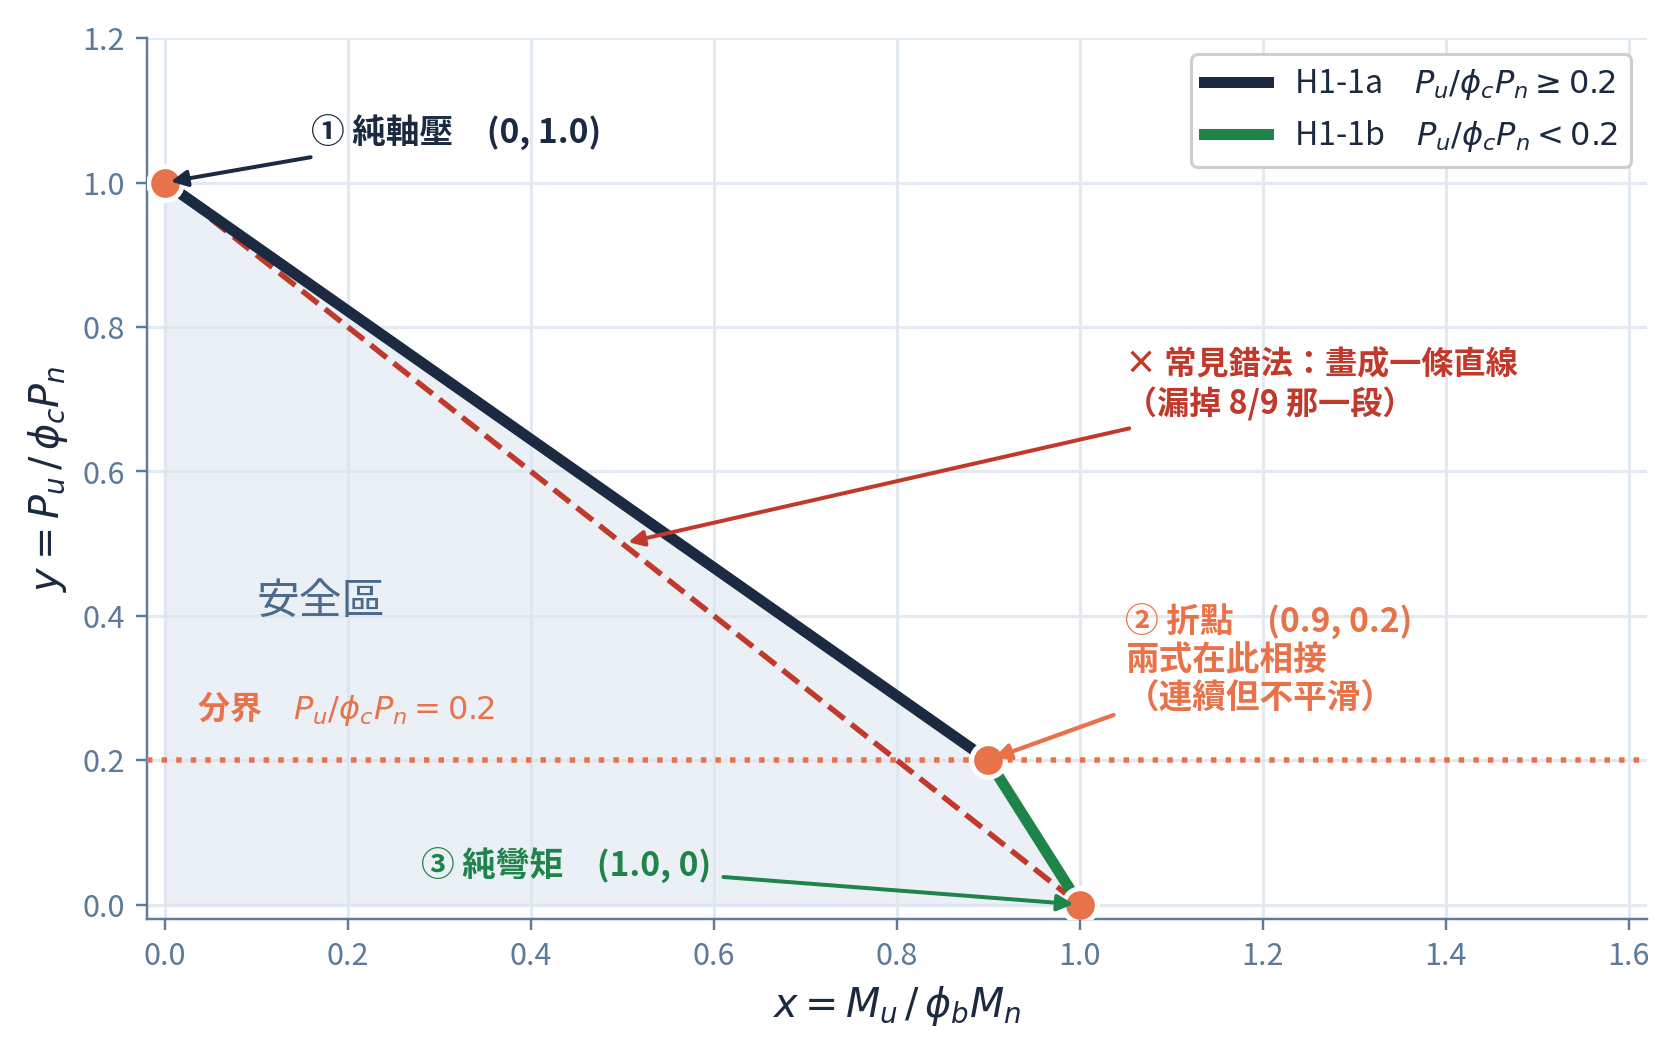 1.2
1.0
0.8
0.6
0.4
0.2
0.0
y = P_u / ϕ_cP_n
H1-1a P_u/ϕ_cP_n ≥ 0.2
H1-1b P_u/ϕ_cP_n < 0.2
① 純軸壓 (0, 1.0)
✕ 常見錯法：畫成一條直線
（漏掉 8/9 那一段）
安全區
② 折點 (0.9, 0.2)
兩式在此相接
（連續但不平滑）
分界 P_u/ϕ_cP_n = 0.2
③ 純彎矩 (1.0, 0)
0.0 0.2 0.4 0.6 0.8 1.0 1.2 1.4 1.6
x = M_u / ϕ_bM_n